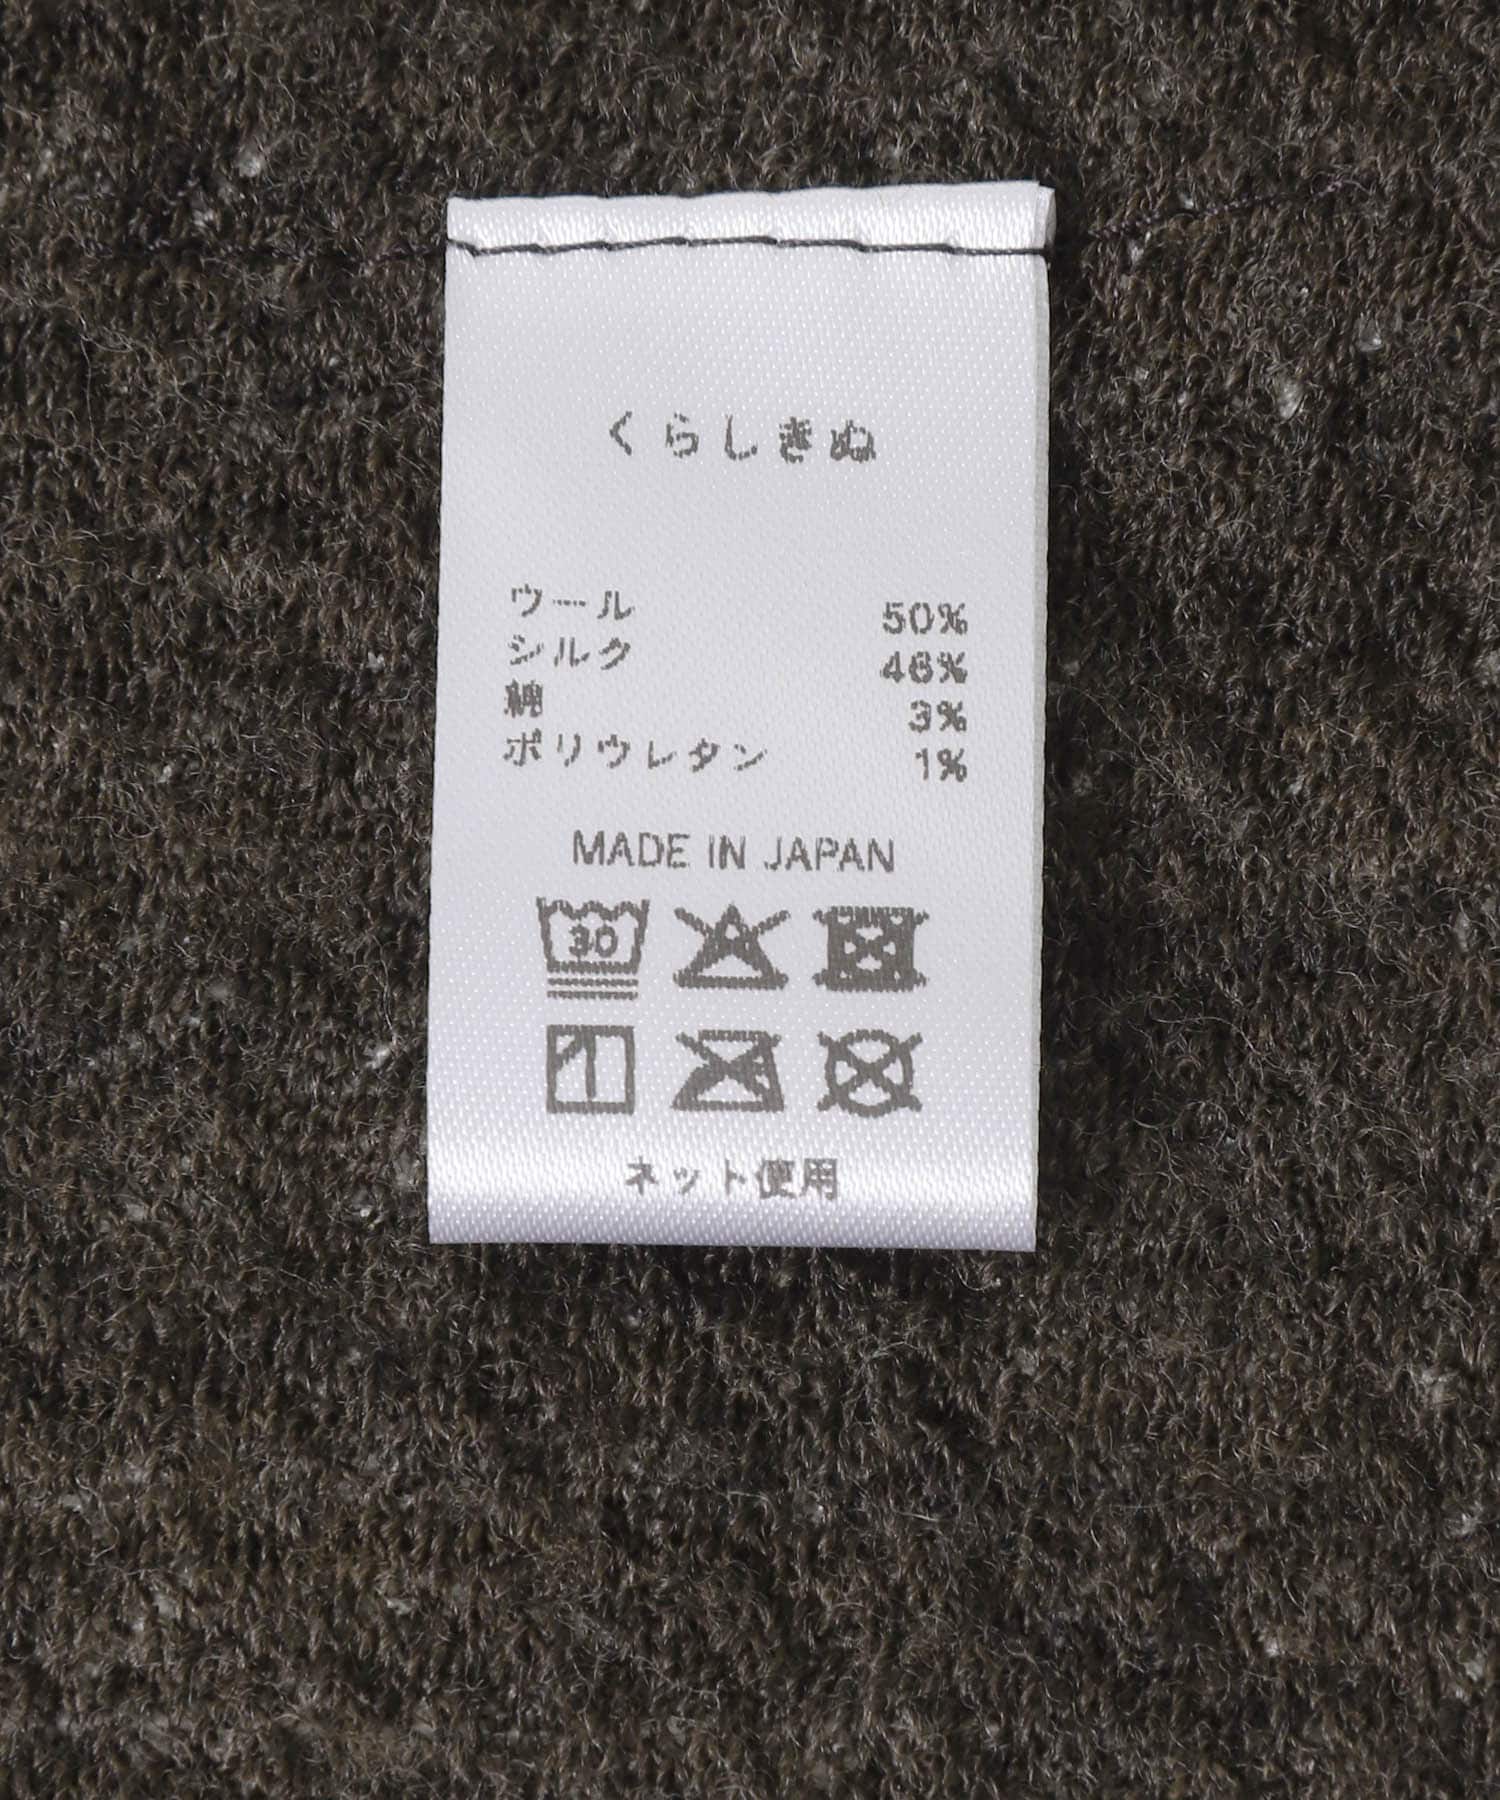 くらしきぬ
ウール 50%
シルク 46%
綿 3%
ポリウレタン 1%
MADE IN JAPAN
30
ネット使用